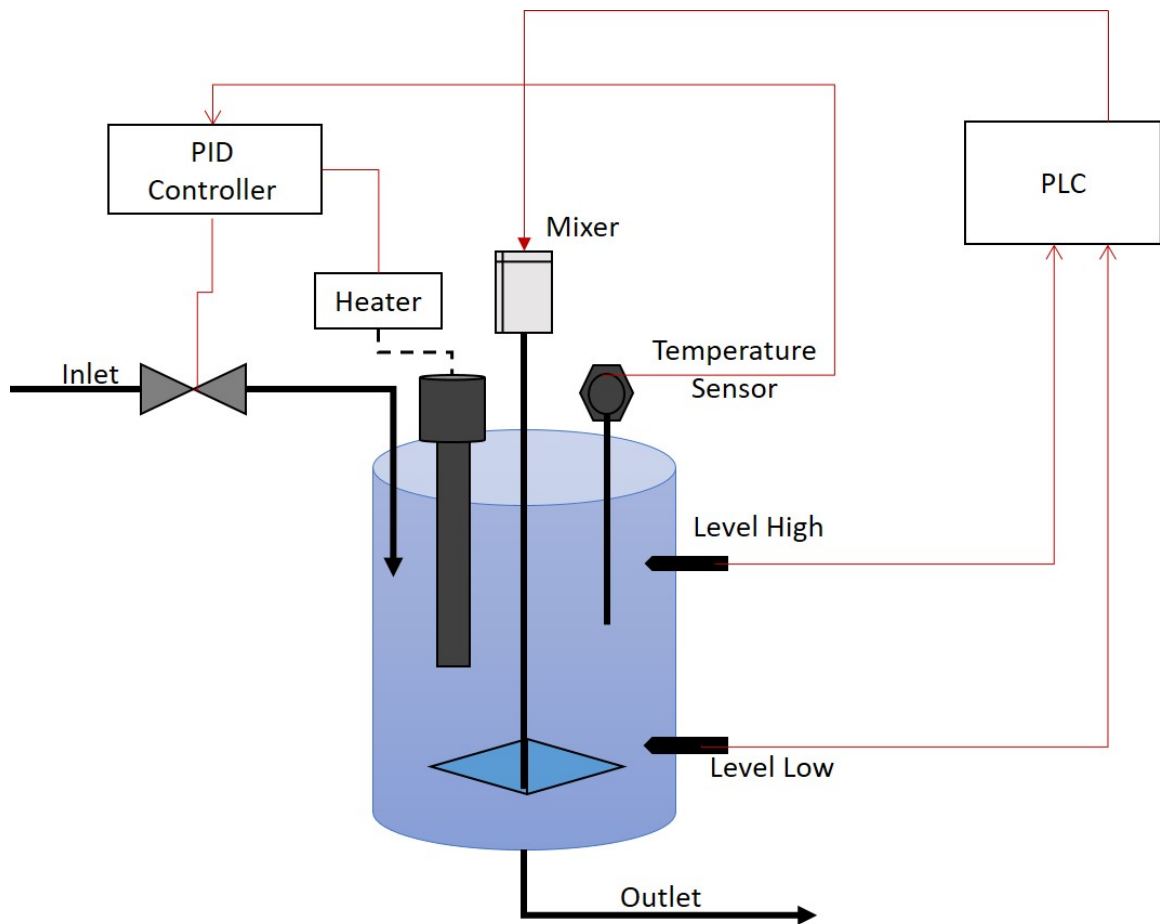 PID
Controller
PLC
Mixer
Heater
Temperature
Sensor
Inlet
Level High
Level Low
Outlet